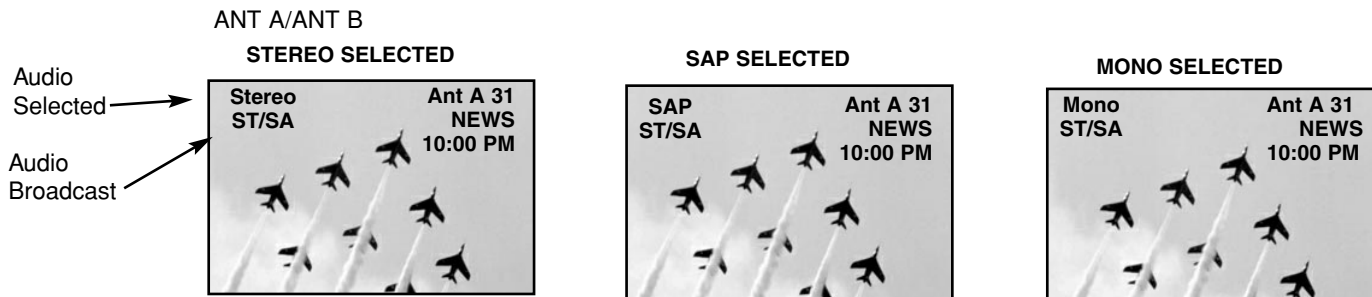 ANT A/ANT B
STEREO SELECTED
SAP SELECTED
MONO SELECTED
Audio
Selected
Audio
Broadcast
Stereo
ST/SA
Ant A 31
NEWS
10:00 PM
SAP
ST/SA
Ant A 31
NEWS
10:00 PM
Mono
ST/SA
Ant A 31
NEWS
10:00 PM